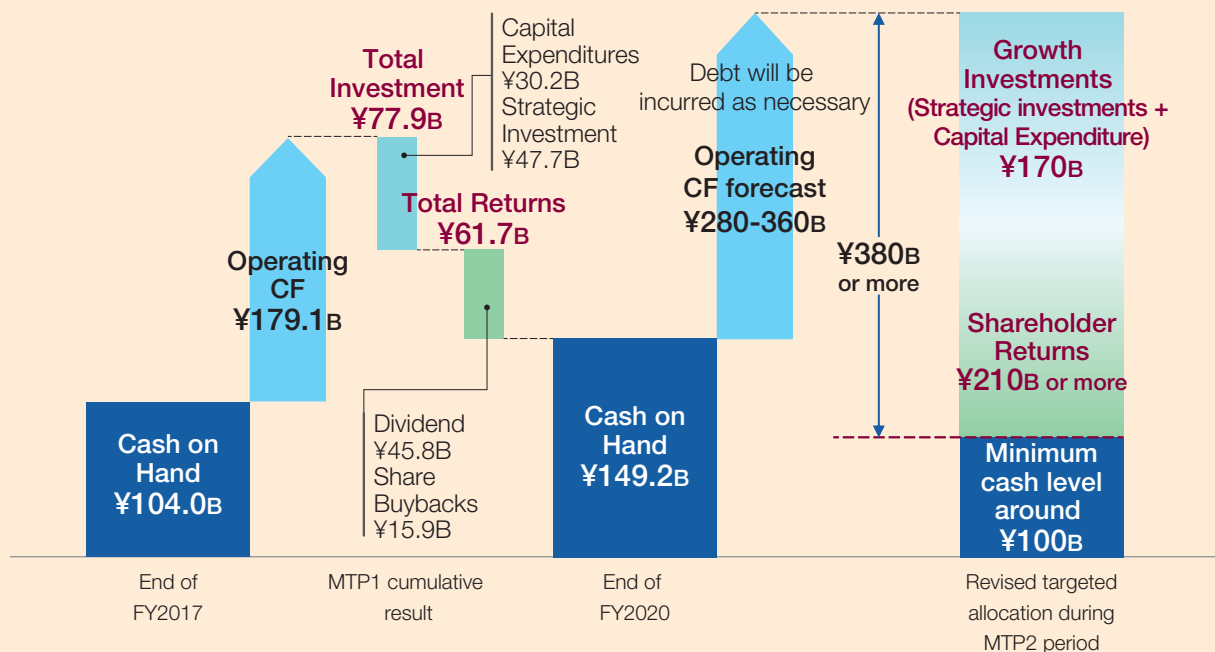 Cash on
Hand
¥104.0B
Operating
CF
¥179.1B
Total
Investment
¥77.9B
Capital
Expenditures
¥30.2B
Strategic
Investment
¥47.7B
Total Returns
¥61.7B
Dividend
¥45.8B
Share
Buybacks
¥15.9B
Cash on
Hand
¥149.2B
Debt will be
incurred as necessary
Operating
CF forecast
¥280-360B
¥380B
or more
Growth
Investments
(Strategic investments +
Capital Expenditure)
¥170B
Shareholder
Returns
¥210B or more
Minimum
cash level
around
¥100B
End of
FY2017
MTP1 cumulative
result
End of
FY2020
Revised targeted
allocation during
MTP2 period